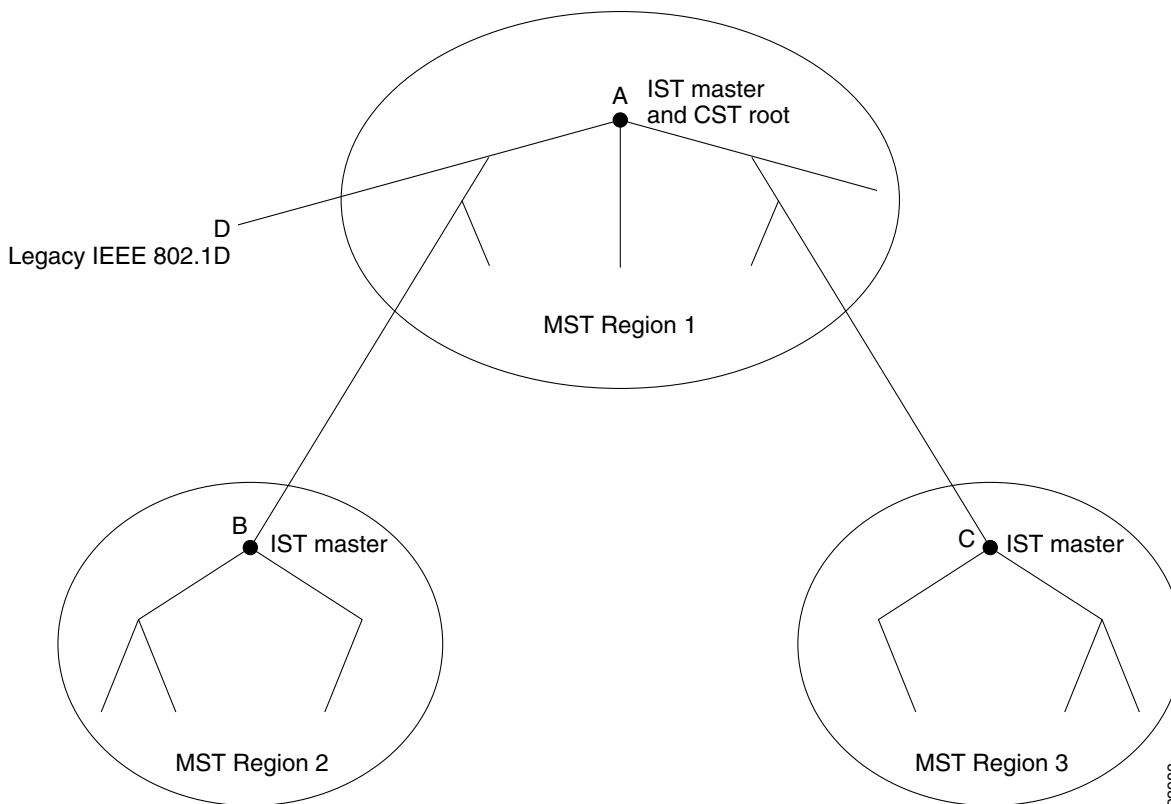 A
IST master
and CST root
D
Legacy IEEE 802.1D
MST Region 1
B
IST master
C
IST master
MST Region 2
MST Region 3